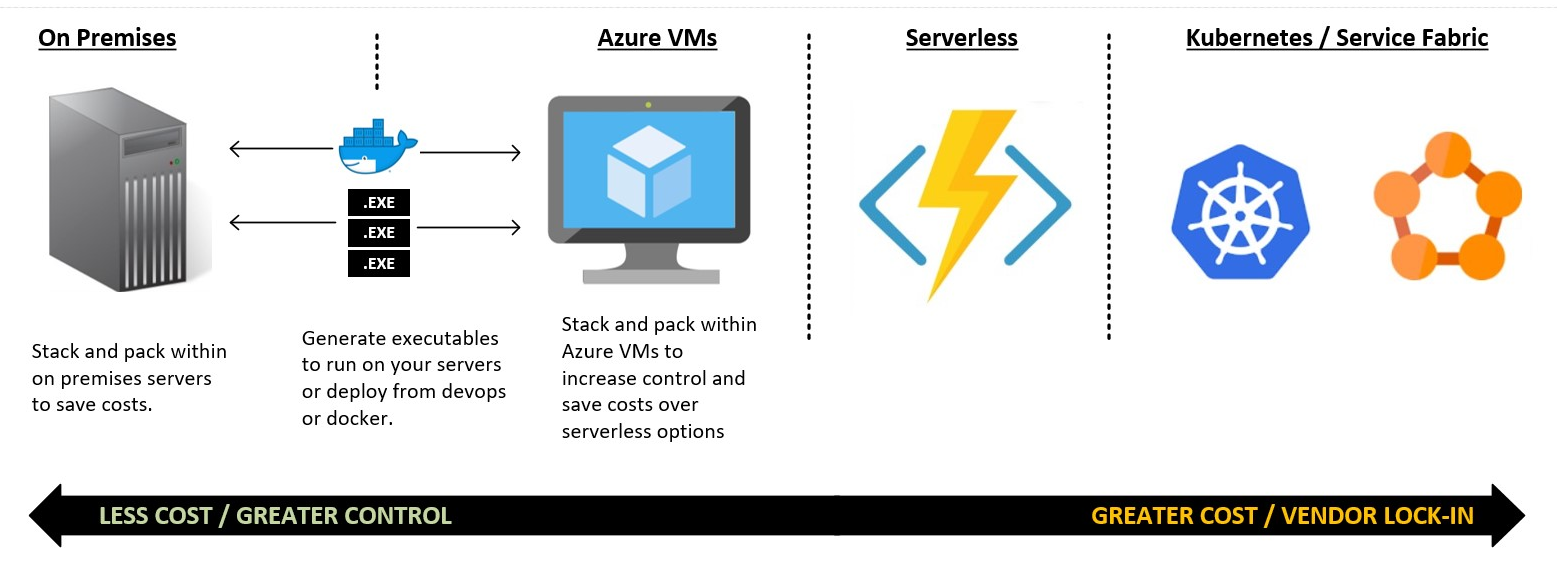 On Premises
Azure VMs
Serverless
Kubernetes / Service Fabric
.EXE
.EXE
.EXE
Stack and pack within
on premises servers
to save costs.
Generate executables
to run on your servers
or deploy from devops
or docker.
Stack and pack within
Azure VMs to
increase control and
save costs over
serverless options
LESS COST / GREATER CONTROL
GREATER COST / VENDOR LOCK-IN